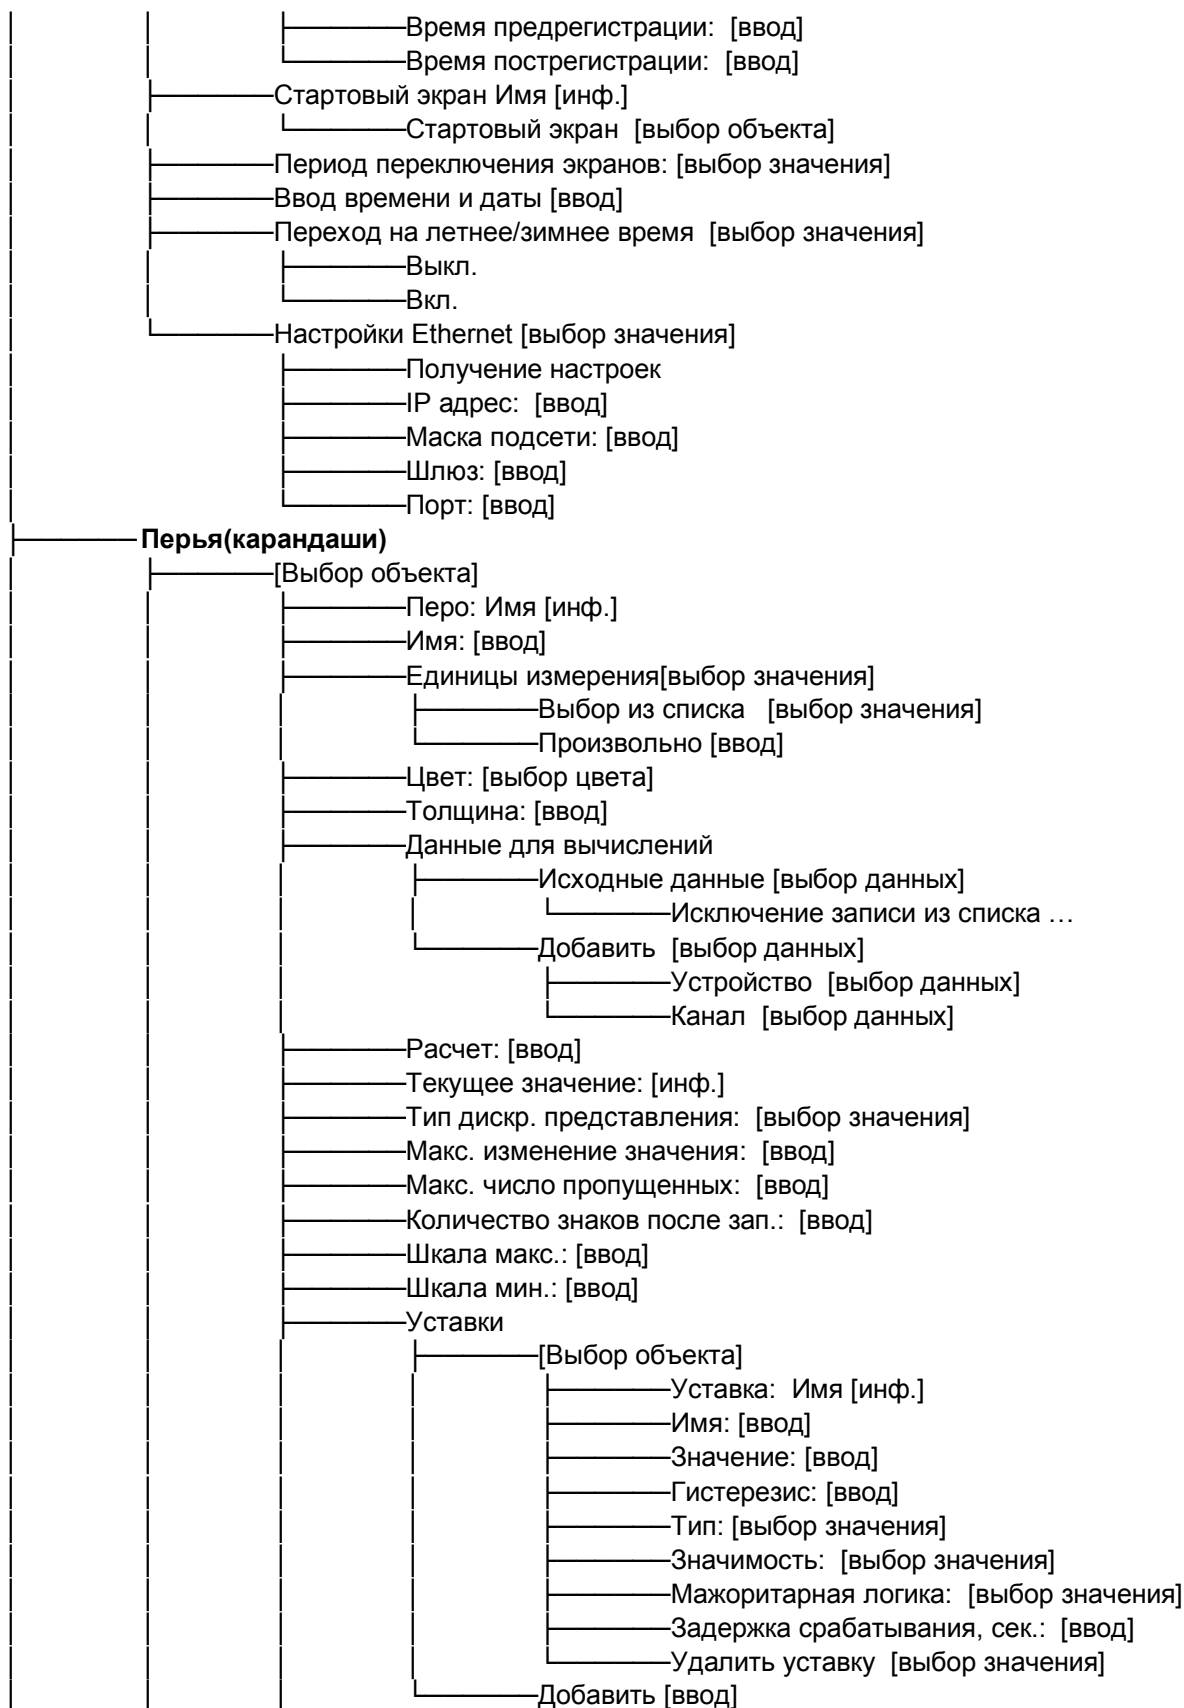 Время предрегистрации:  [ввод]
Время пострегистрации:  [ввод]
Стартовый экран Имя [инф.]
Стартовый экран  [выбор объекта]
Период переключения экранов: [выбор значения]
Ввод времени и даты [ввод]
Переход на летнее/зимнее время  [выбор значения]
Выкл.
Вкл.
Настройки Ethernet [выбор значения]
Получение настроек
IP адрес:  [ввод]
Маска подсети: [ввод]
Шлюз: [ввод]
Порт: [ввод]
Перья(карандаши)
[Выбор объекта]
Перо: Имя [инф.]
Имя: [ввод]
Единицы измерения[выбор значения]
Выбор из списка   [выбор значения]
Произвольно [ввод]
Цвет: [выбор цвета]
Толщина: [ввод]
Данные для вычислений
Исходные данные [выбор данных]
Исключение записи из списка …
Добавить  [выбор данных]
Устройство  [выбор данных]
Канал  [выбор данных]
Расчет: [ввод]
Текущее значение: [инф.]
Тип дискр. представления:  [выбор значения]
Макс. изменение значения:  [ввод]
Макс. число пропущенных:  [ввод]
Количество знаков после зап.:  [ввод]
Шкала макс.: [ввод]
Шкала мин.: [ввод]
Уставки
[Выбор объекта]
Уставка:  Имя [инф.]
Имя: [ввод]
Значение: [ввод]
Гистерезис: [ввод]
Тип: [выбор значения]
Значимость:  [выбор значения]
Мажоритарная логика:  [выбор значения]
Задержка срабатывания, сек.:  [ввод]
Удалить уставку  [выбор значения]
Добавить [ввод]